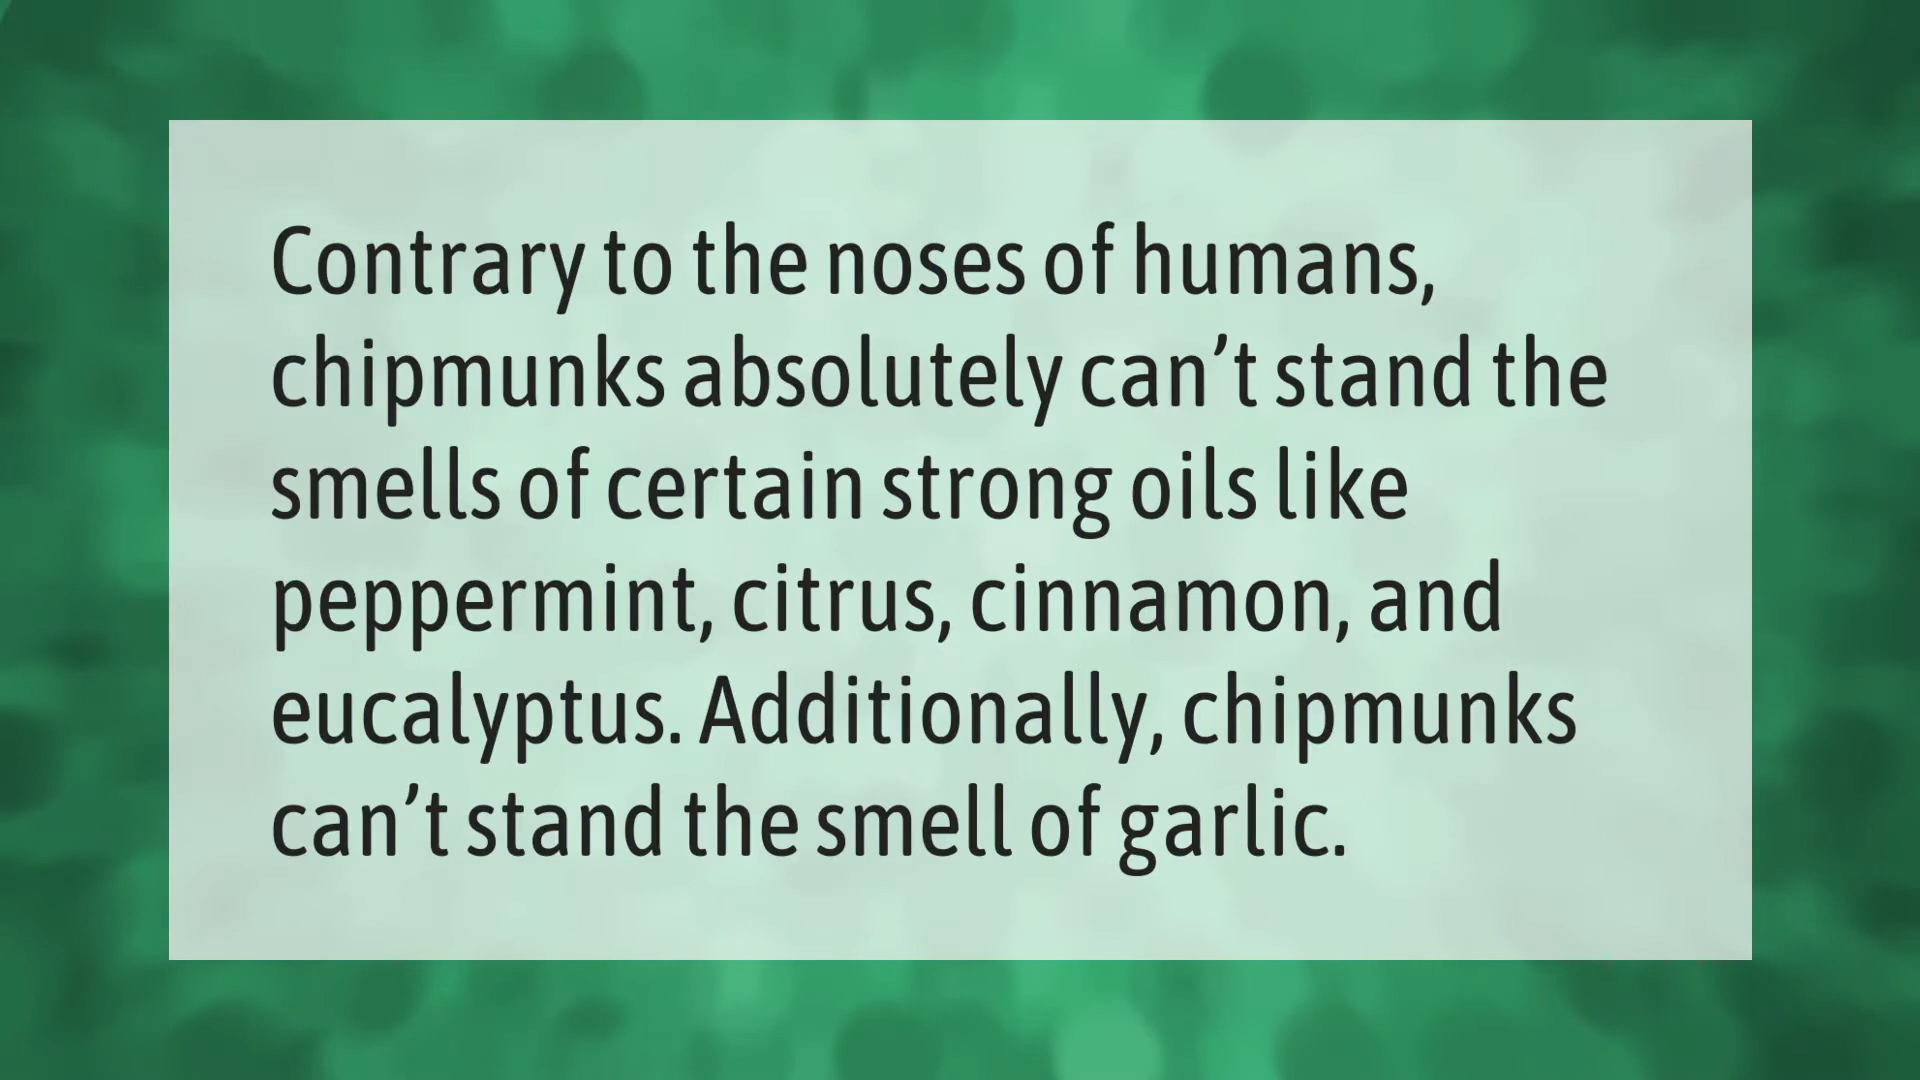 Contrary to the noses of humans,
chipmunks absolutely can’t stand the
smells of certain strong oils like
peppermint, citrus, cinnamon, and
eucalyptus. Additionally, chipmunks
can’t stand the smell of garlic.